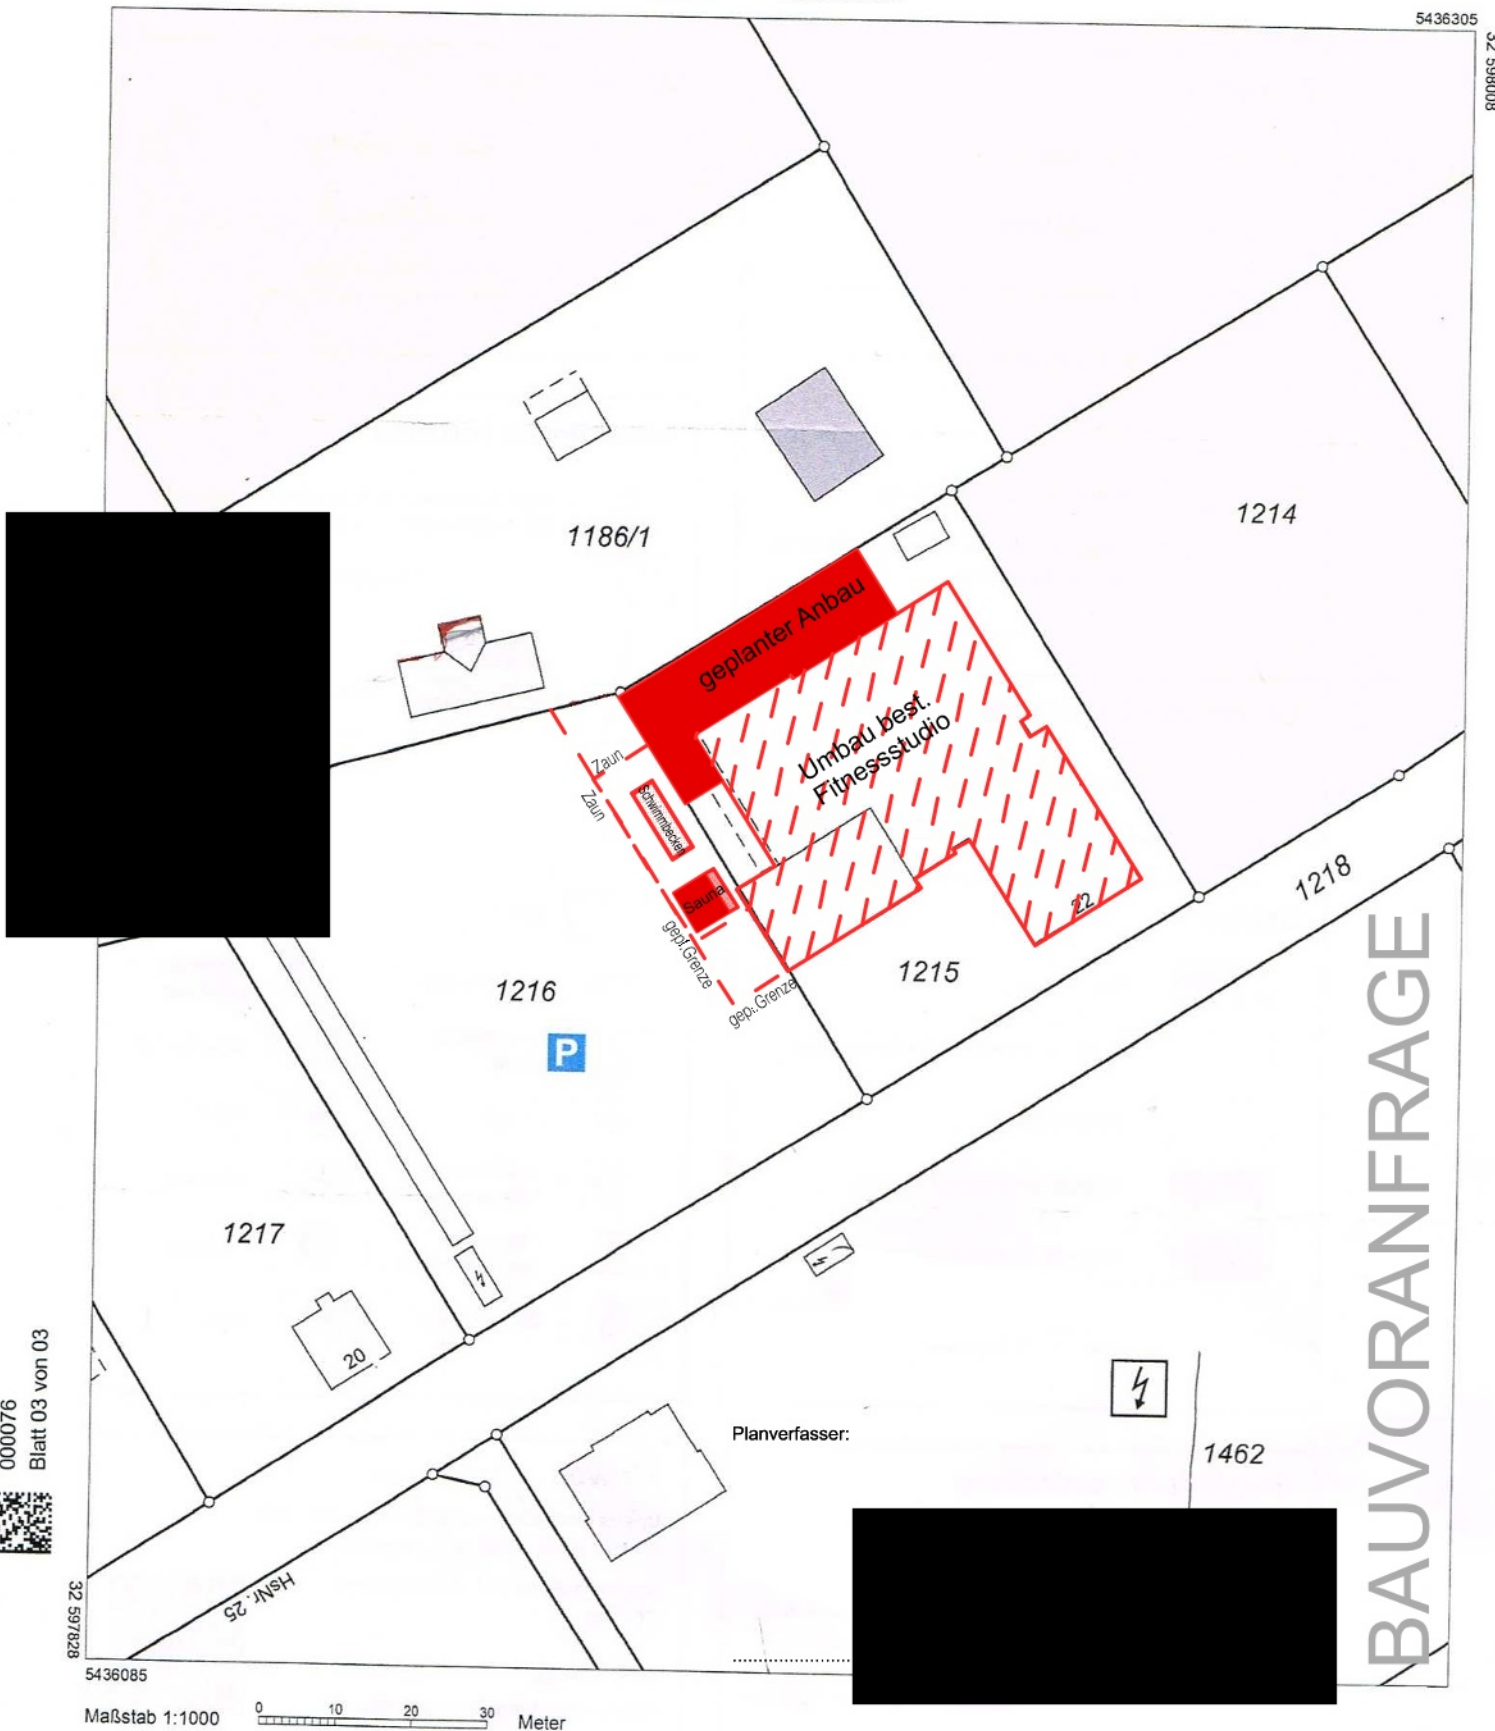 5436305
32 598008
1186/1
1214
geplanter Anbau
Umbau best.
Fitnessstudio
Zaun
Zaun
Schwimmbecken
Sauna
gepl.Grenze
gepl.Grenze
22
1218
1215
1216
P
1217
20
000076
Blatt 03 von 03
Planverfasser:
1462
HsNr. 25
BAUVORANFRAGE
32 597828
5436085
Maßstab 1:1000
0 10 20 30 Meter